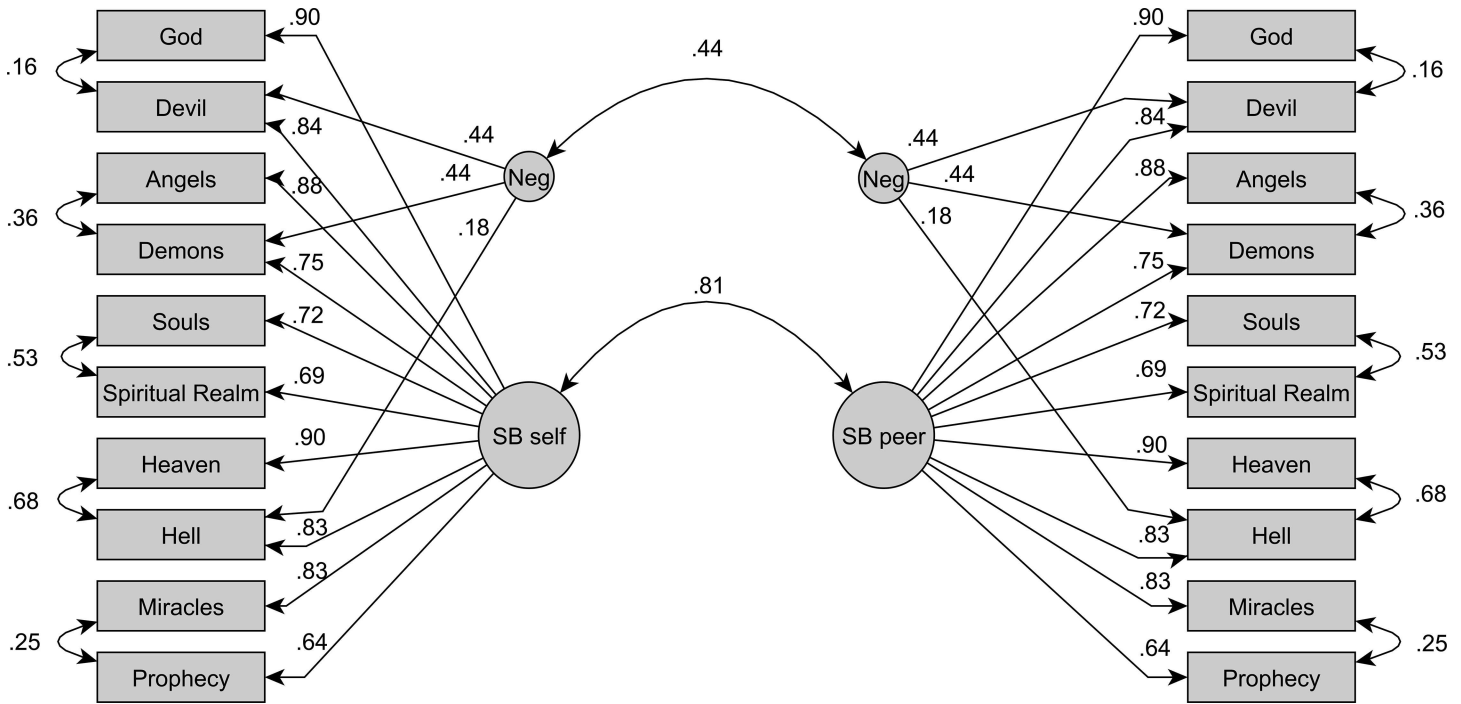 .90
.44
.90
God
God
.16
.16
Devil
.84
.44
.44
.84
Devil
Angels
.88
.44
Neg
Neg
.44
.88
Angels
.36
.18
.18
.36
Demons
.75
.75
Demons
Souls
.72
.81
.72
Souls
.53
.53
Spiritual Realm
.69
.69
Spiritual Realm
Heaven
.90
SB self
SB peer
.90
Heaven
.68
.68
Hell
.83
.83
Hell
Miracles
.83
.83
Miracles
.25
.25
Prophecy
.64
.64
Prophecy